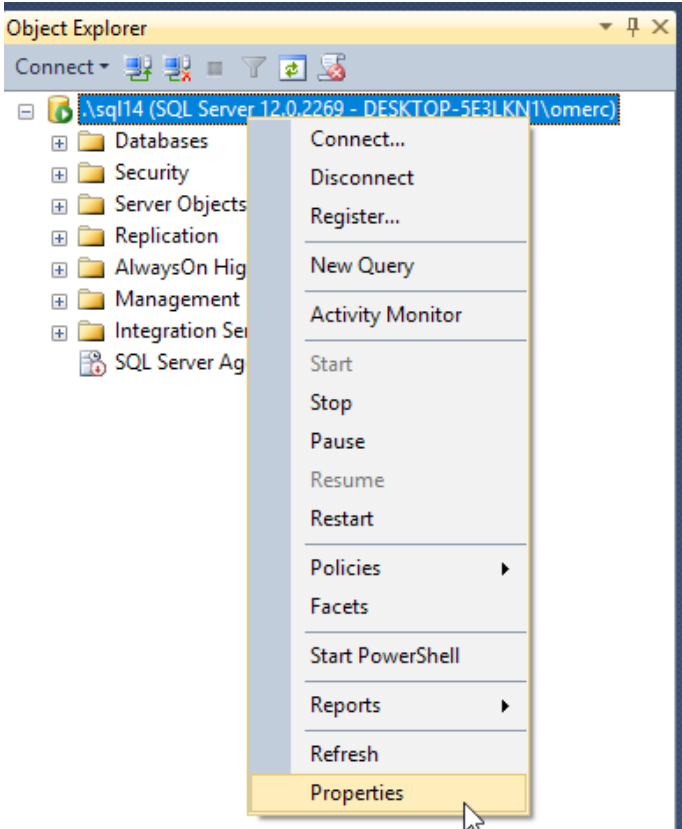 Object Explorer
Connect
.\sql14 (SQL Server 12.0.2269 - DESKTOP-5E3LKN1\omerc)
Databases
Security
Server Objects
Replication
AlwaysOn Hig
Management
Integration Ser
SQL Server Ag
Connect...
Disconnect
Register...
New Query
Activity Monitor
Start
Stop
Pause
Resume
Restart
Policies
Facets
Start PowerShell
Reports
Refresh
Properties